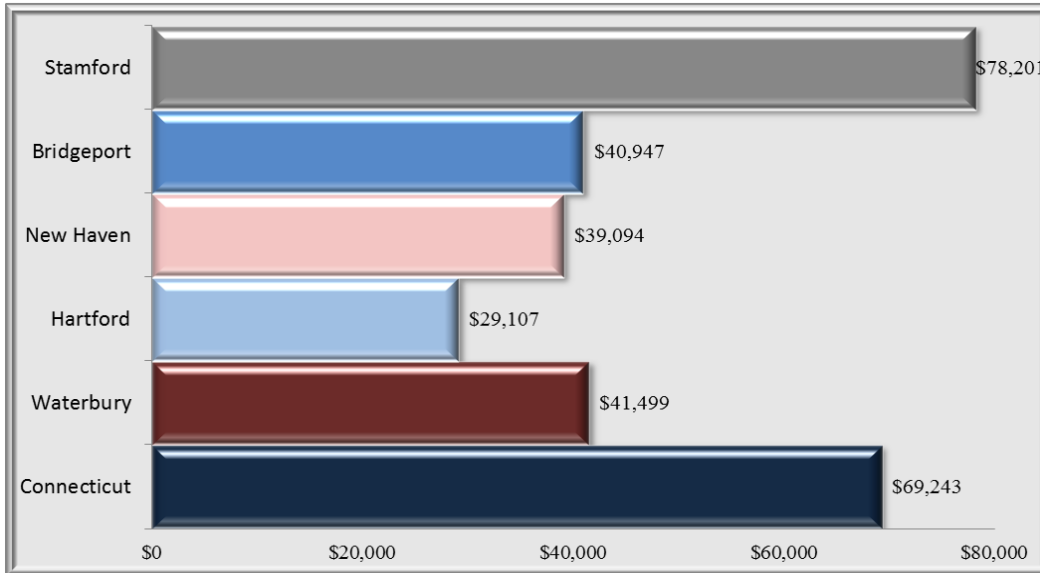 Stamford $78,201
Bridgeport $40,947
New Haven $39,094
Hartford $29,107
Waterbury $41,499
Connecticut $69,243
$0 $20,000 $40,000 $60,000 $80,000